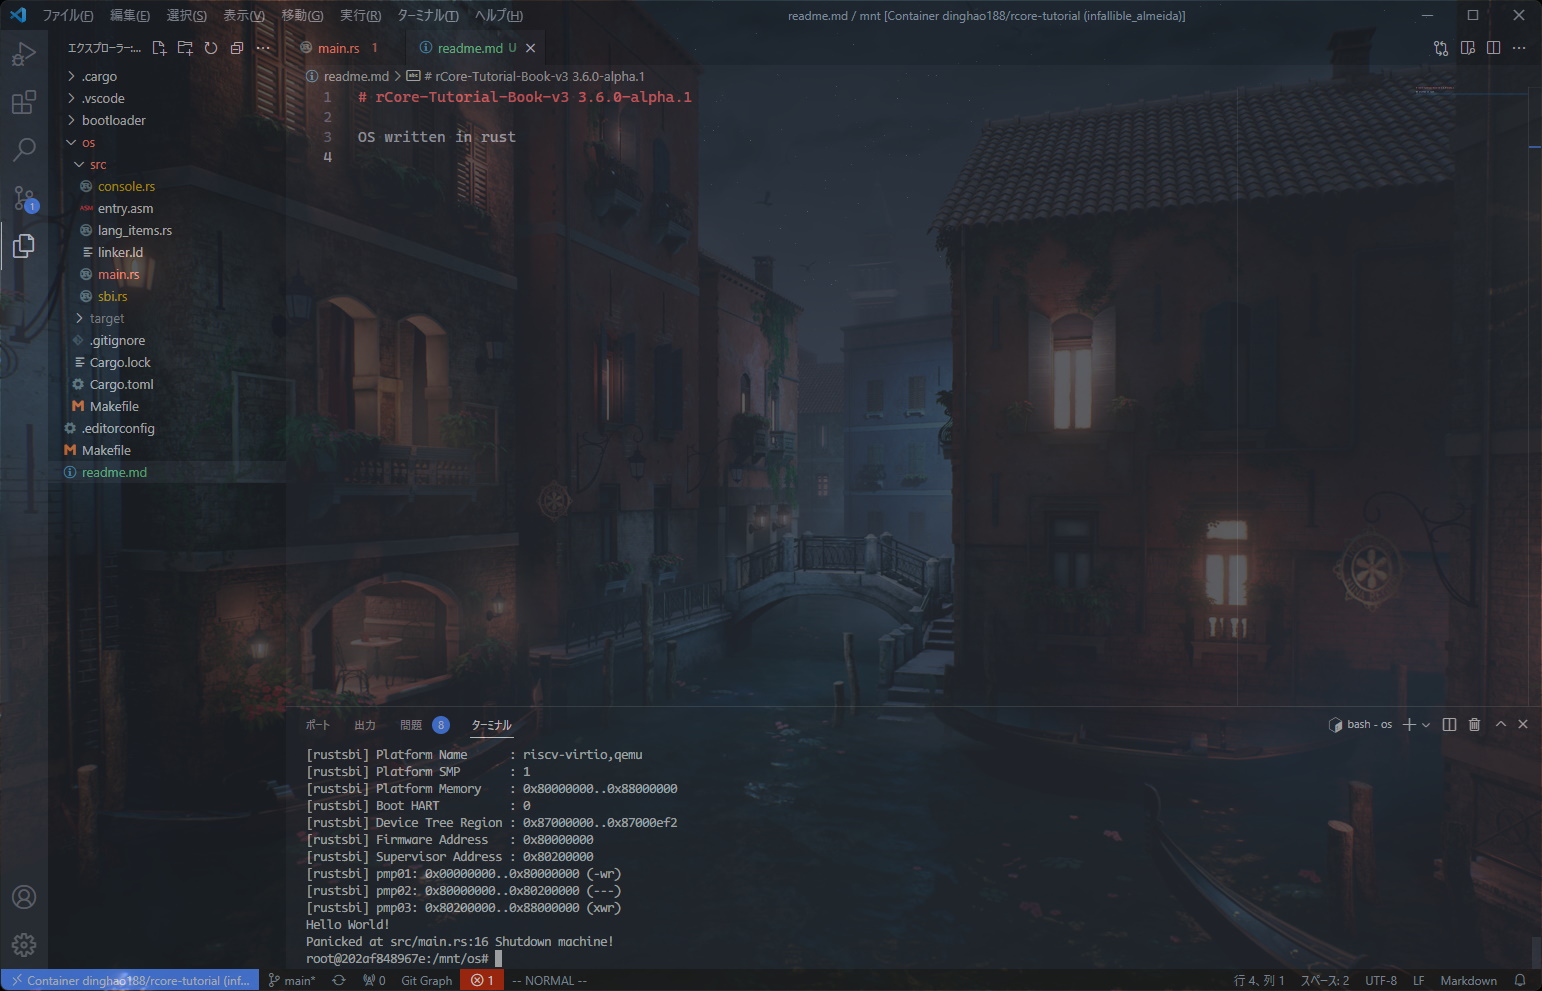 ファイル(F) 編集(E) 選択(S) 表示(V) 移動(G) 実行(R) ターミナル(T) ヘルプ(H)
readme.md / mnt [Container dinghao188/rcore-tutorial (infallible_almeida)]
エクスプローラー:...
.cargo
.vscode
bootloader
os
src
console.rs
ASM entry.asm
lang_items.rs
linker.ld
main.rs
sbi.rs
target
.gitignore
Cargo.lock
Cargo.toml
Makefile
.editorconfig
Makefile
readme.md
1
main.rs 1
readme.md U
readme.md > # rCore-Tutorial-Book-v3 3.6.0-alpha.1
1 # rCore-Tutorial-Book-v3 3.6.0-alpha.1
2
3 OS written in rust
4
ポート 出力 問題 8 ターミナル
bash - os
[rustsbi] Platform Name : riscv-virtio,qemu
[rustsbi] Platform SMP : 1
[rustsbi] Platform Memory : 0x80000000..0x88000000
[rustsbi] Boot HART : 0
[rustsbi] Device Tree Region : 0x87000000..0x87000ef2
[rustsbi] Firmware Address : 0x80000000
[rustsbi] Supervisor Address : 0x80200000
[rustsbi] pmp01: 0x00000000..0x80000000 (-wr)
[rustsbi] pmp02: 0x80000000..0x80200000 (---)
[rustsbi] pmp03: 0x80200000..0x88000000 (xwr)
Hello World!
Panicked at src/main.rs:16 Shutdown machine!
root@202af848967e:/mnt/os#
Container dinghao188/rcore-tutorial (inf... main* 0 Git Graph 1 -- NORMAL -- 行 4、列 1 スペース: 2 UTF-8 LF Markdown